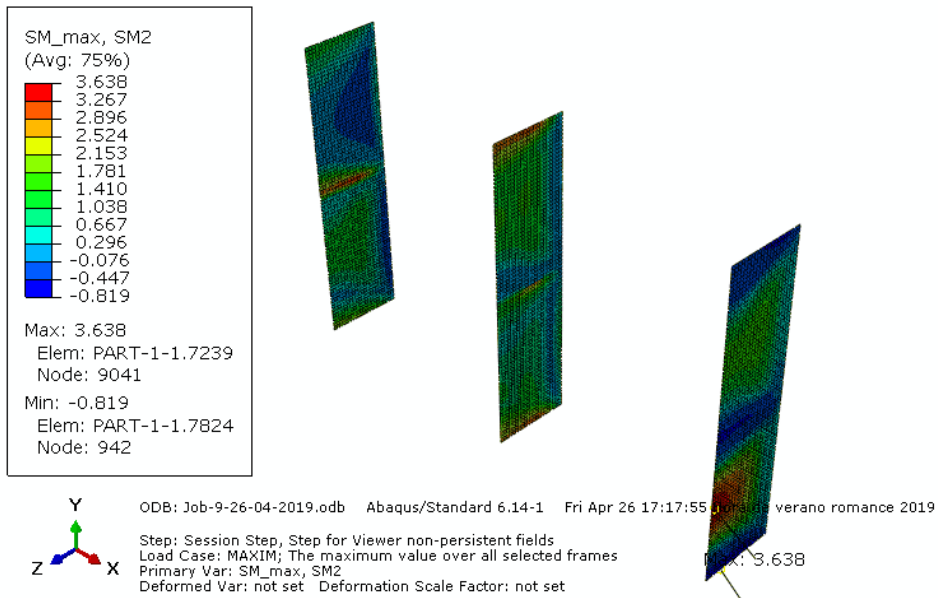 SM_max, SM2
(Avg: 75%)
3.638
3.267
2.896
2.524
2.153
1.781
1.410
1.038
0.667
0.296
-0.076
-0.447
-0.819
Max: 3.638
Elem: PART-1-1.7239
Node: 9041
Min: -0.819
Elem: PART-1-1.7824
Node: 942
Y
Z
X
ODB: Job-9-26-04-2019.odb Abaqus/Standard 6.14-1 Fri Apr 26 17:17:55 de verano romance 2019
Step: Session Step, Step for Viewer non-persistent fields
Load Case: MAXIM; The maximum value over all selected frames
Primary Var: SM_max, SM2
Deformed Var: not set Deformation Scale Factor: not set
Max: 3.638